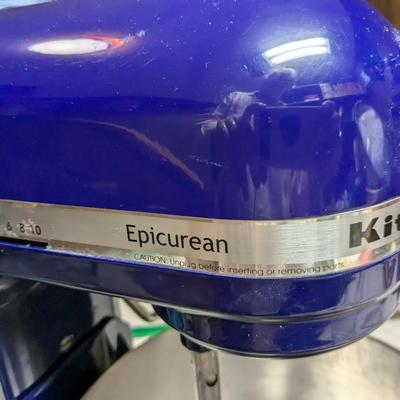 6 8 10 Epicurean Kit
CAUTION: Unplug before inserting or removing parts.